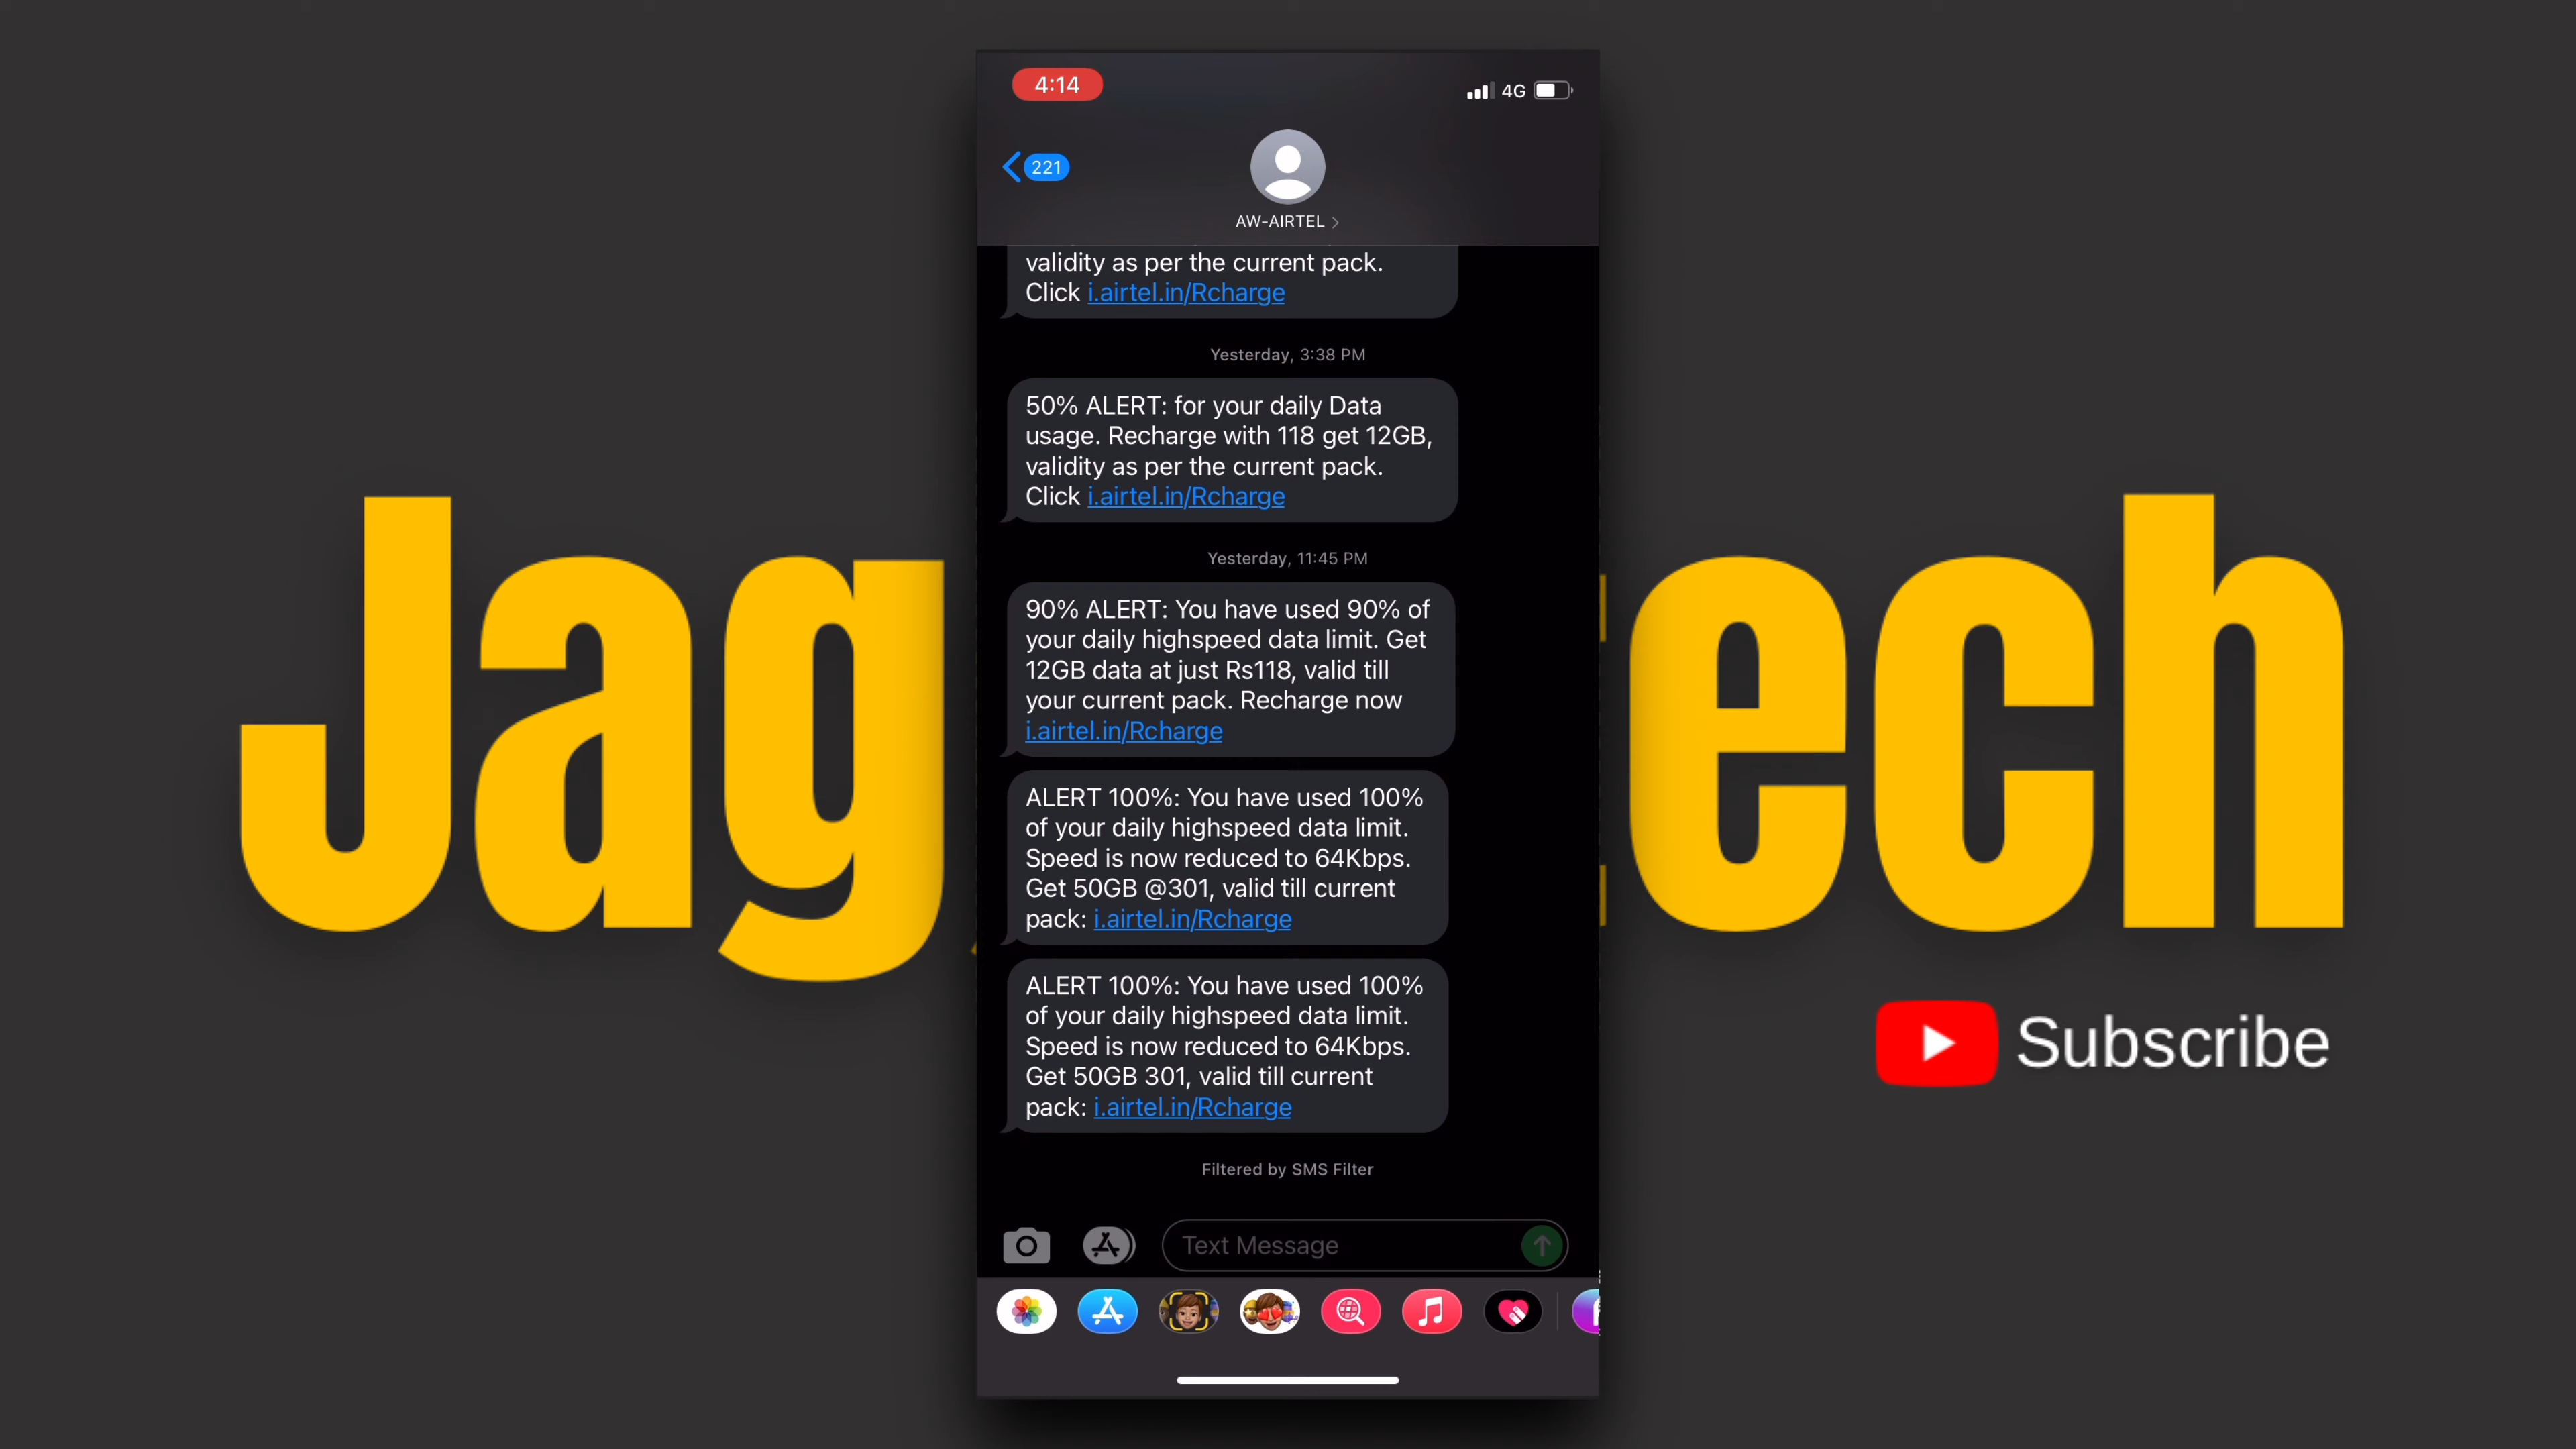 4:14
4G
221
AW-AIRTEL
validity as per the current pack.
Click i.airtel.in/Rcharge
Yesterday, 3:38 PM
50% ALERT: for your daily Data
usage. Recharge with 118 get 12GB,
validity as per the current pack.
Click i.airtel.in/Rcharge
Yesterday, 11:45 PM
90% ALERT: You have used 90% of
your daily highspeed data limit. Get
12GB data at just Rs118, valid till
your current pack. Recharge now
i.airtel.in/Rcharge
ALERT 100%: You have used 100%
of your daily highspeed data limit.
Speed is now reduced to 64Kbps.
Get 50GB @301, valid till current
pack: i.airtel.in/Rcharge
ALERT 100%: You have used 100%
of your daily highspeed data limit.
Speed is now reduced to 64Kbps.
Get 50GB 301, valid till current
pack: i.airtel.in/Rcharge
Filtered by SMS Filter
Text Message
Subscribe